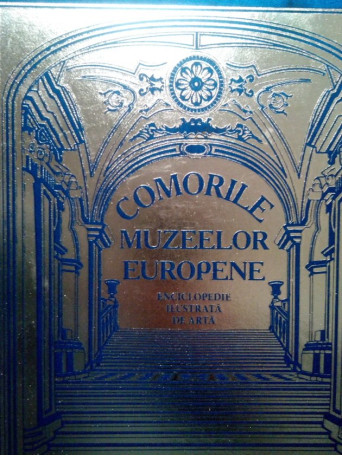 COMORILE
MUZEELOR
EUROPENE
ENCICLOPEDIE
ILUSTRATĂ
DE ARTĂ